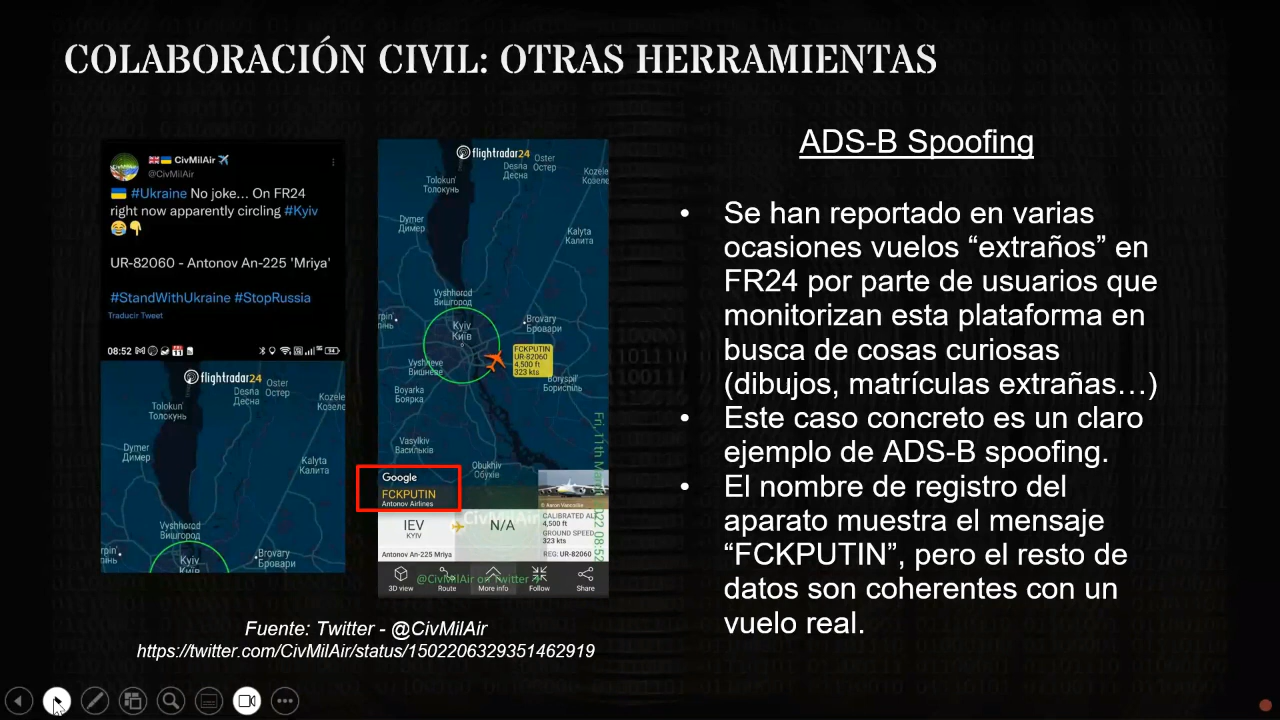 COLABORACIÓN CIVIL: OTRAS HERRAMIENTAS
CivMilAir
@CivMilAir
#Ukraine No joke... On FR24
right now apparently circling #Kyiv
UR-82060 - Antonov An-225 'Mriya'
#StandWithUkraine #StopRussia
Traducir Tweet
08:52
94
flightradar24
Oster
Остер
Desna
Десна
Kozele
Козеле
Tolokun'
Толокунь
Dymer
Димер
Kalyta
Калита
Vyshhorod
Вишгород
rpin'
пінь
Brovary
Бровари
Kyiv
Київ
flightradar24
Oster
Остер
Desna
Десна
Kozele
Козеле
Tolokun'
Толокунь
Dymer
Димер
Kalyta
Калита
Vyshhorod
Вишгород
rpin'
пінь
Kyiv
Київ
Brovary
Бровари
FCKPUTIN
UR-82060
4,500 ft
323 kts
Vyshneve
Вишневе
Boryspil'
Бориспіль
Boyarka
Боярка
Vasylkiv
Васильків
Obukhiv
Обухів
Google
FCKPUTIN
Antonov Airlines
IEV
KYIV
N/A
CALIBRATED AL
4,500 ft
GROUND SPEED
323
Antonov An-225 Mriya
REG: UR-82060
CivMilAir
@CivMilAir on Twitter
3D view
Route
More info
Follow
Share
Fuente: Twitter - @CivMilAir
https://twitter.com/CivMilAir/status/1502206329351462919
ADS-B Spoofing
• Se han reportado en varias
ocasiones vuelos “extraños” en
FR24 por parte de usuarios que
monitorizan esta plataforma en
busca de cosas curiosas
(dibujos, matrículas extrañas…)
• Este caso concreto es un claro
ejemplo de ADS-B spoofing.
• El nombre de registro del
aparato muestra el mensaje
“FCKPUTIN”, pero el resto de
datos son coherentes con un
vuelo real.